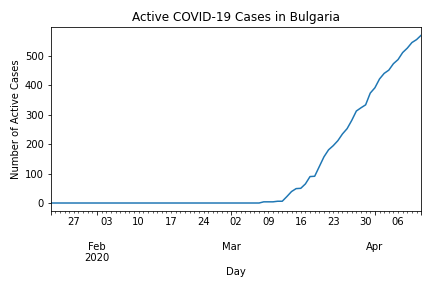 Active COVID-19 Cases in Bulgaria
Number of Active Cases
500
400
300
200
100
0
27 03 10 17 24 02 09 16 23 30 06
Feb Mar Apr
2020
Day